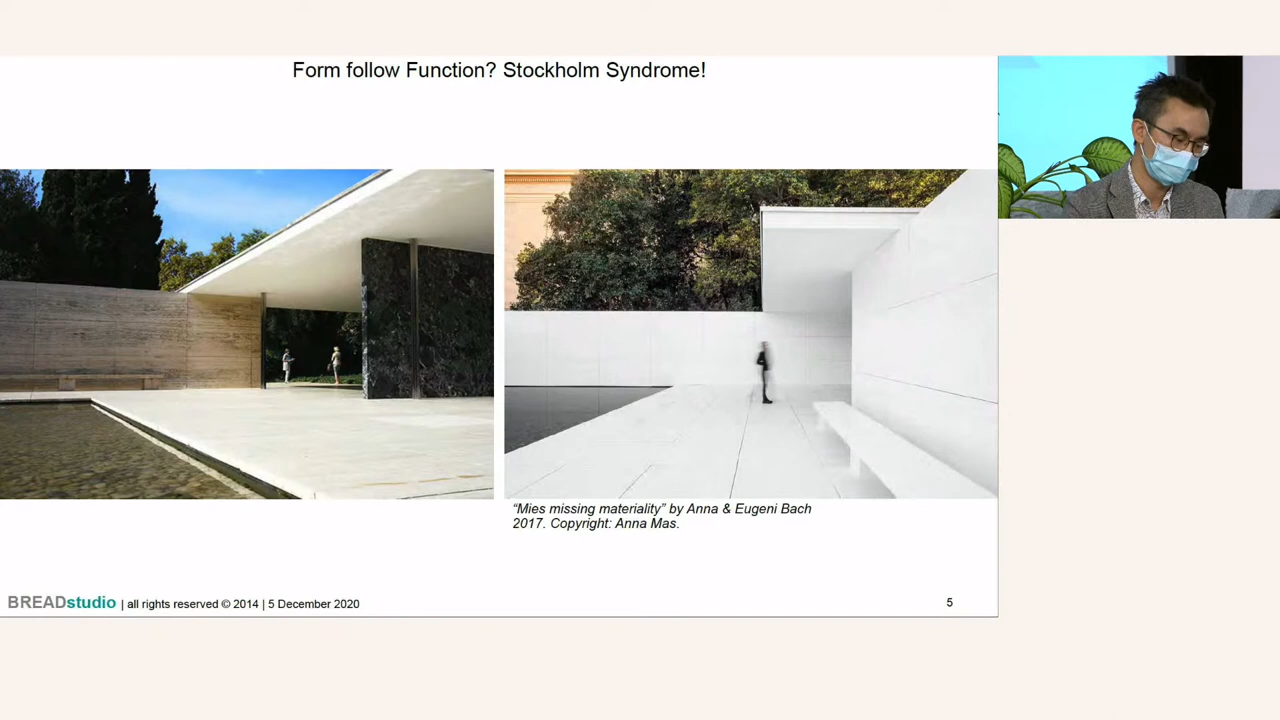 Form follow Function? Stockholm Syndrome!
“Mies missing materiality” by Anna & Eugeni Bach
2017. Copyright: Anna Mas.
BREADstudio | all rights reserved © 2014 | 5 December 2020
5